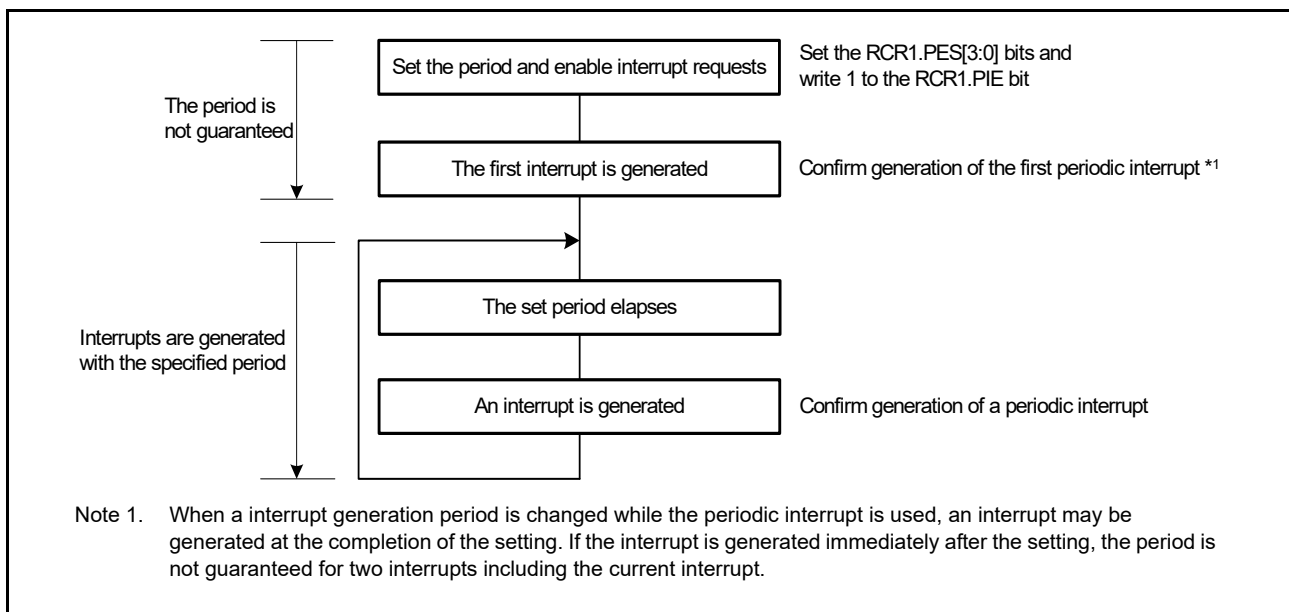 Set the period and enable interrupt requests
Set the RCR1.PES[3:0] bits and
write 1 to the RCR1.PIE bit
The period is
not guaranteed
The first interrupt is generated
Confirm generation of the first periodic interrupt *1
The set period elapses
Interrupts are generated
with the specified period
An interrupt is generated
Confirm generation of a periodic interrupt
Note 1. When a interrupt generation period is changed while the periodic interrupt is used, an interrupt may be
generated at the completion of the setting. If the interrupt is generated immediately after the setting, the period is
not guaranteed for two interrupts including the current interrupt.